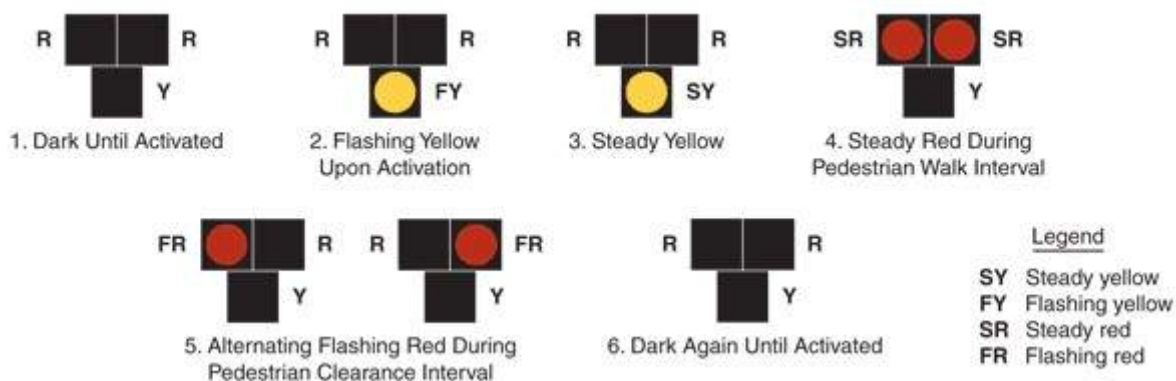 R R R R R R SR SR
Y FY SY Y
1. Dark Until Activated
2. Flashing Yellow
Upon Activation
3. Steady Yellow
4. Steady Red During
Pedestrian Walk Interval
FR R R FR R R
Y Y Y
5. Alternating Flashing Red During
Pedestrian Clearance Interval
6. Dark Again Until Activated
Legend
SY Steady yellow
FY Flashing yellow
SR Steady red
FR Flashing red